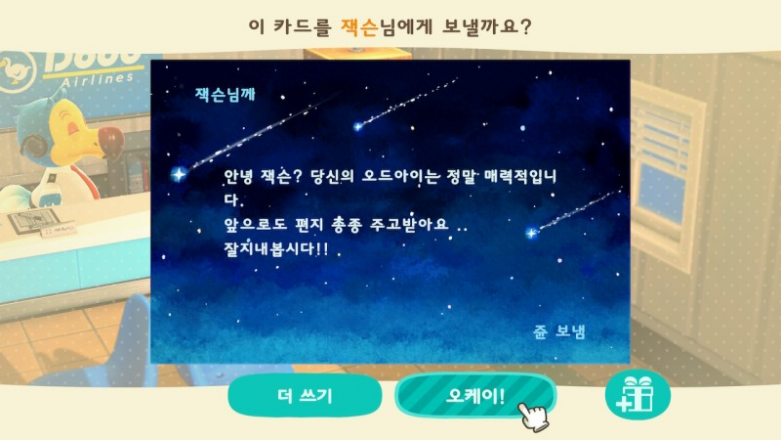 이 카드를 잭슨님에게 보낼까요?
Airlines
잭슨님께
안녕 잭슨? 당신의 오드아이는 정말 매력적입니
다.
앞으로도 편지 종종 주고받아요 ..
잘지내봅시다!!
쥰 보냄
더 쓰기
오케이!